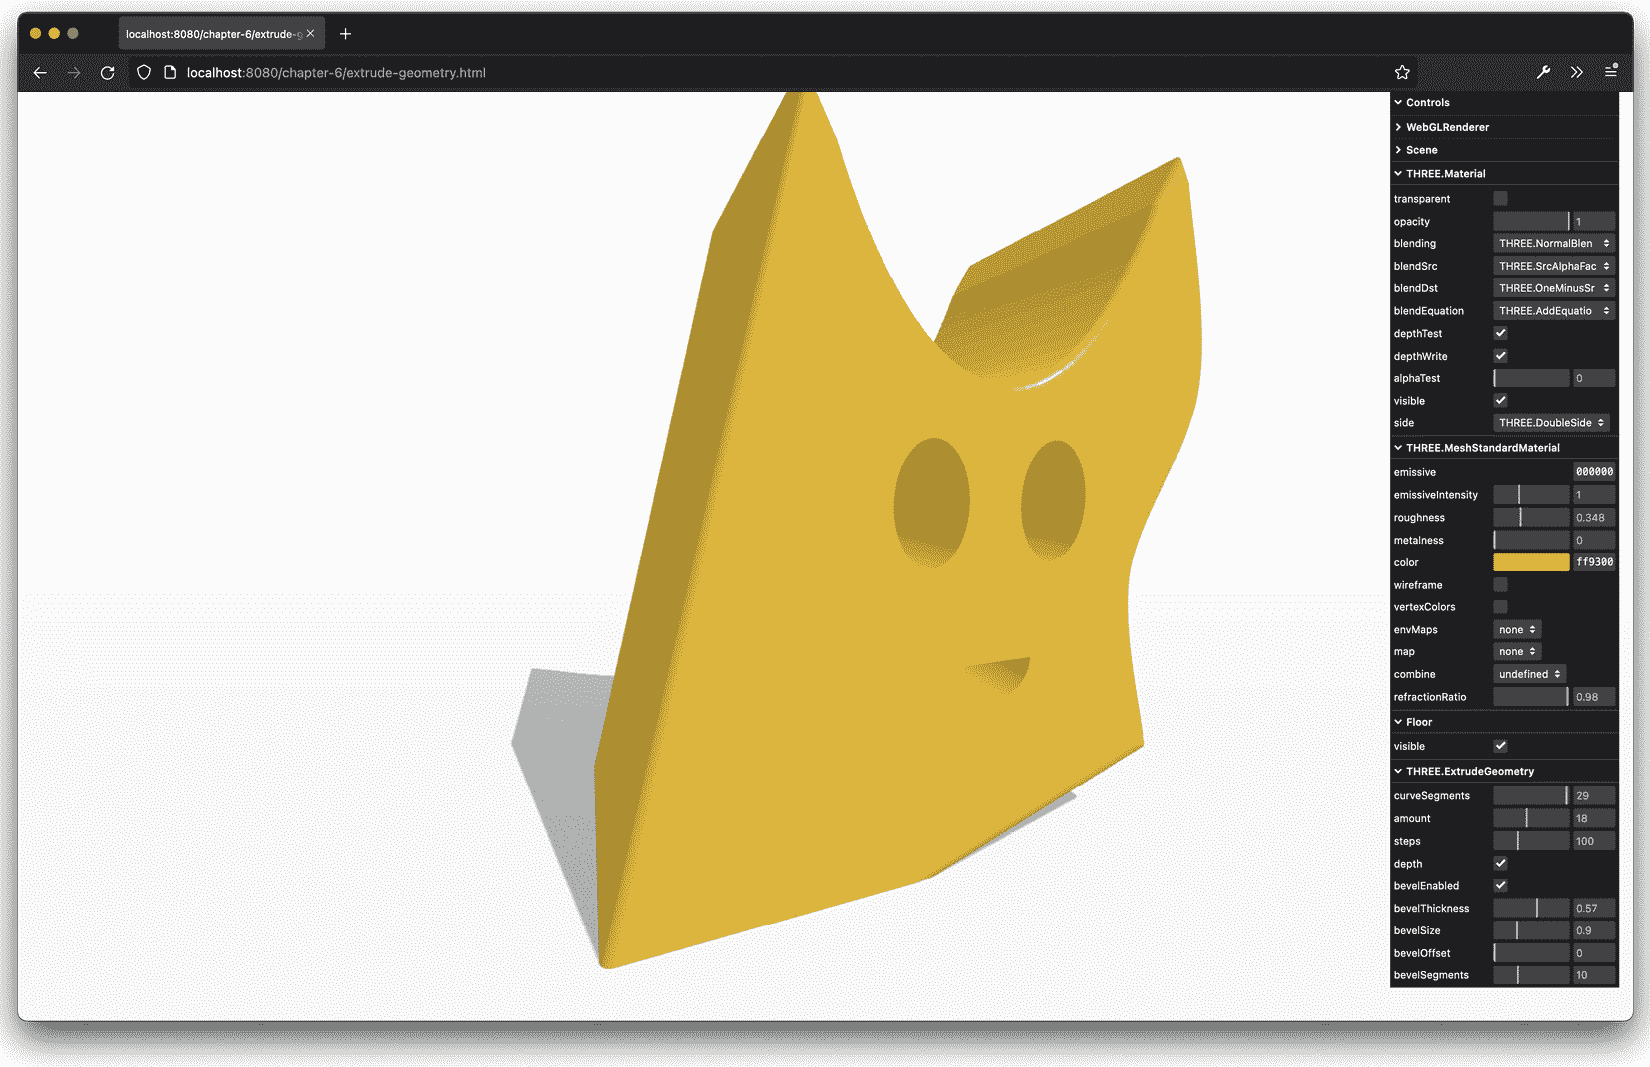 localhost:8080/chapter-6/extrude-g
localhost:8080/chapter-6/extrude-geometry.html
Controls
WebGLRenderer
Scene
THREE.Material
transparent
opacity 1
blending THREE.NormalBlen
blendSrc THREE.SrcAlphaFac
blendDst THREE.OneMinusSr
blendEquation THREE.AddEquatio
depthTest
depthWrite
alphaTest 0
visible
side THREE.DoubleSide
THREE.MeshStandardMaterial
emissive 000000
emissiveIntensity 1
roughness 0.348
metalness 0
color ff9300
wireframe
vertexColors
envMaps none
map none
combine undefined
refractionRatio 0.98
Floor
visible
THREE.ExtrudeGeometry
curveSegments 29
amount 18
steps 100
depth
bevelEnabled
bevelThickness 0.57
bevelSize 0.9
bevelOffset 0
bevelSegments 10